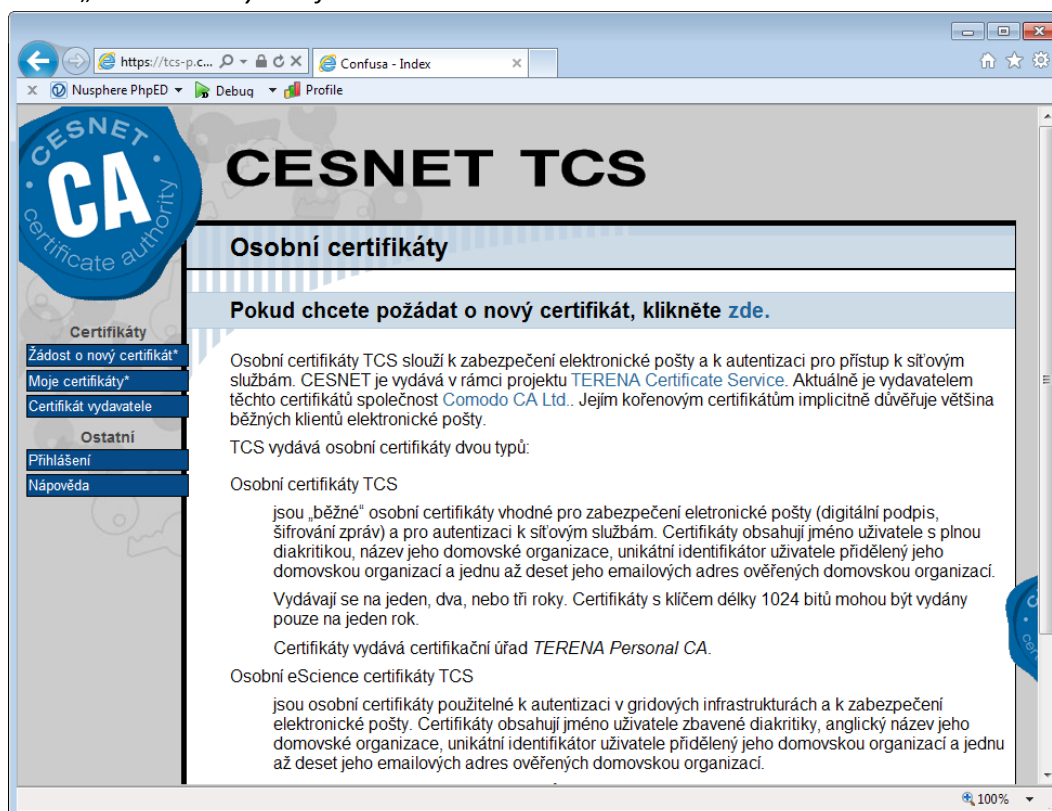 https://tcs-p.c...
Confusa - Index
Nusphere PhpED
Debug
Profile
CESNET
CA
certificate authority
CESNET TCS
Osobní certifikáty
Pokud chcete požádat o nový certifikát, klikněte zde.
Certifikáty
Žádost o nový certifikát*
Moje certifikáty*
Certifikát vydavatele
Ostatní
Přihlášení
Nápověda
Osobní certifikáty TCS slouží k zabezpečení elektronické pošty a k autentizaci pro přístup k síťovým
službám. CESNET je vydává v rámci projektu TERENA Certificate Service. Aktuálně je vydavatelem
těchto certifikátů společnost Comodo CA Ltd.. Jejím kořenovým certifikátům implicitně důvěřuje většina
běžných klientů elektronické pošty.
TCS vydává osobní certifikáty dvou typů:
Osobní certifikáty TCS
jsou „běžné“ osobní certifikáty vhodné pro zabezpečení eletronické pošty (digitální podpis,
šifrování zpráv) a pro autentizaci k síťovým službám. Certifikáty obsahují jméno uživatele s plnou
diakritikou, název jeho domovské organizace, unikátní identifikátor uživatele přidělený jeho
domovskou organizací a jednu až deset jeho emailových adres ověřených domovskou organizací.
Vydávají se na jeden, dva, nebo tři roky. Certifikáty s klíčem délky 1024 bitů mohou být vydány
pouze na jeden rok.
Certifikáty vydává certifikační úřad TERENA Personal CA.
Osobní eScience certifikáty TCS
jsou osobní certifikáty použitelné k autentizaci v gridových infrastrukturách a k zabezpečení
elektronické pošty. Certifikáty obsahují jméno uživatele zbavené diakritiky, anglický název jeho
domovské organizace, unikátní identifikátor uživatele přidělený jeho domovskou organizací a jednu
až deset jeho emailových adres ověřených domovskou organizací.
100%